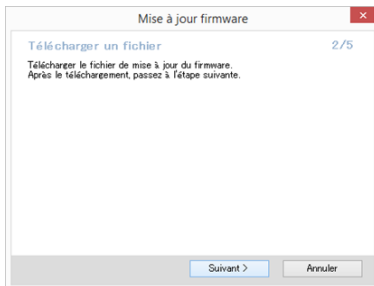 Mise à jour firmware
Télécharger un fichier 2/5
Télécharger le fichier de mise à jour du firmware.
Après le téléchargement, passez à l'étape suivante.
Suivant > Annuler